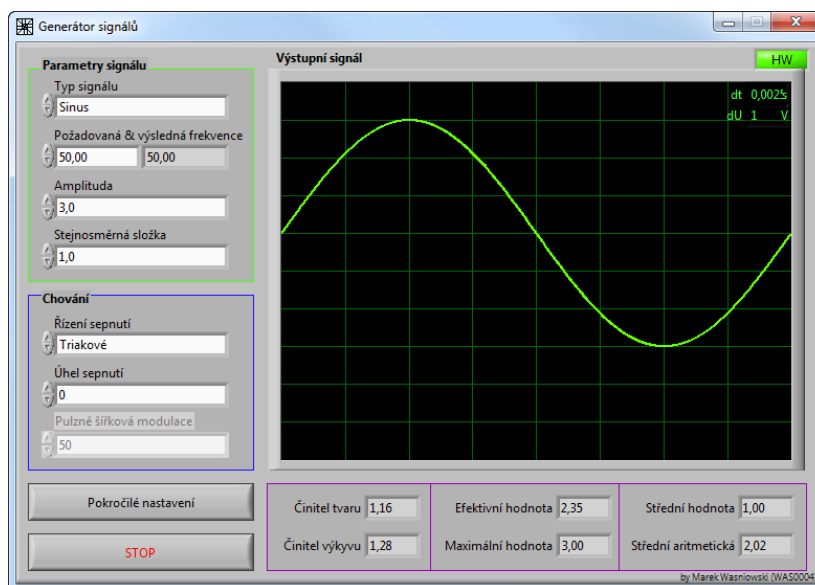 Generátor signálů
Parametry signálu
Typ signálu
Sinus
Požadovaná & výsledná frekvence
50,00 50,00
Amplituda
3,0
Stejnosměrná složka
1,0
Chování
Řízení sepnutí
Triakové
Úhel sepnutí
0
Pulzně šířková modulace
50
Pokročilé nastavení
STOP
Výstupní signál
HW
dt 0,0025s
dU 1 V
Činitel tvaru 1,16
Činitel výkyvu 1,28
Efektivní hodnota 2,35
Maximální hodnota 3,00
Střední hodnota 1,00
Střední aritmetická 2,02
by Marek Wasniowski (WAS0004